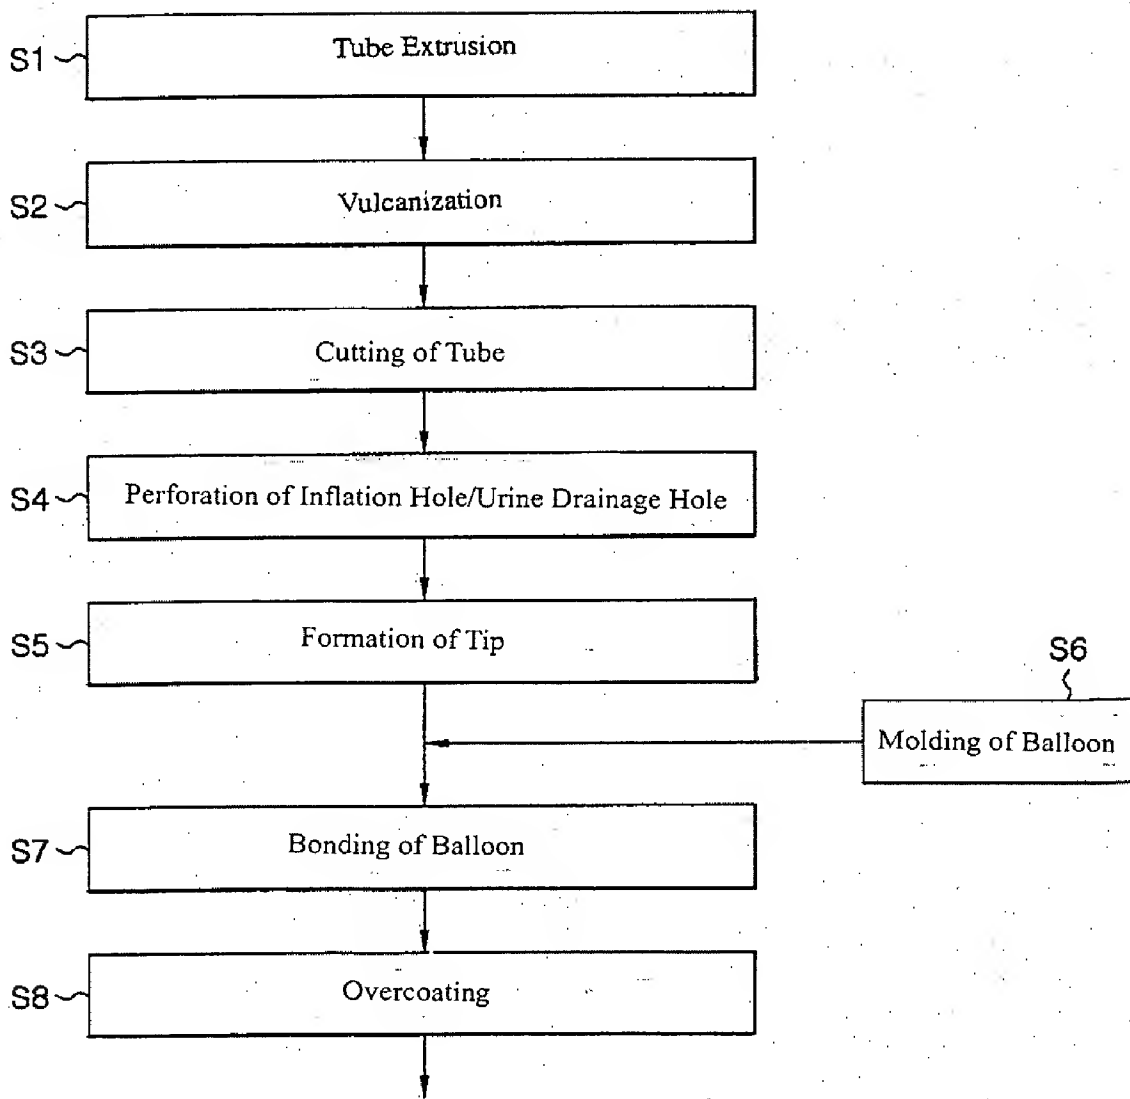 S1
Tube Extrusion
S2
Vulcanization
S3
Cutting of Tube
S4
Perforation of Inflation Hole/Urine Drainage Hole
S5
Formation of Tip
S6
Molding of Balloon
S7
Bonding of Balloon
S8
Overcoating